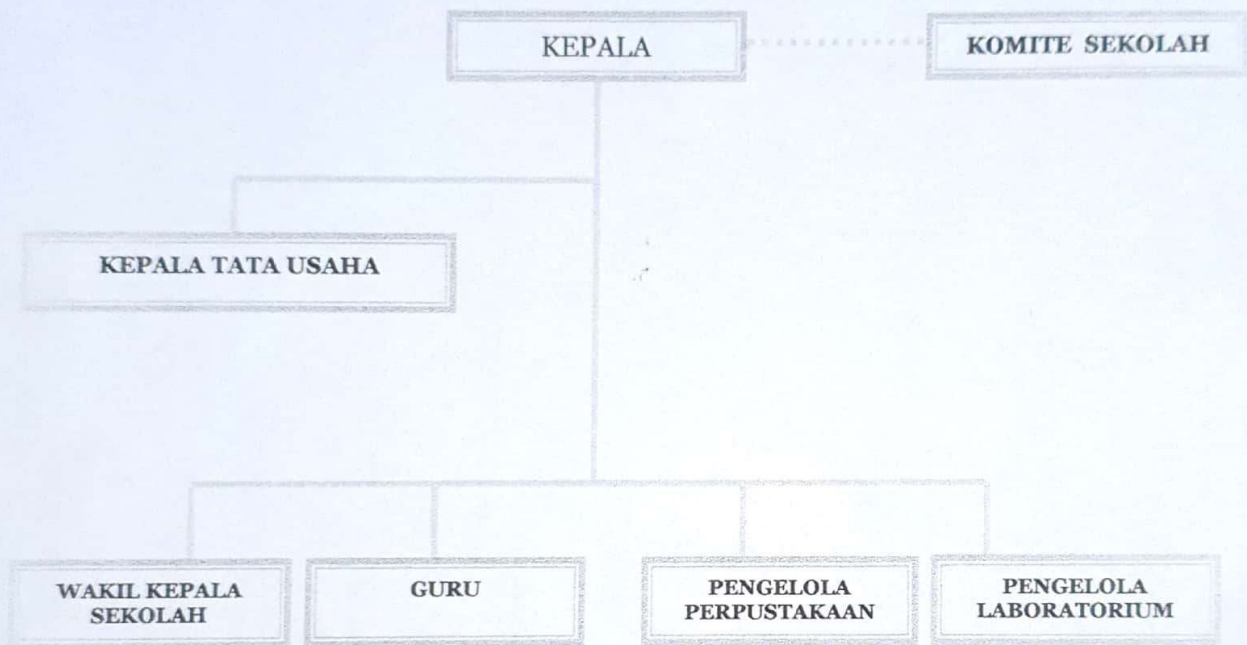 KEPALA
KOMITE SEKOLAH
KEPALA TATA USAHA
WAKIL KEPALA
SEKOLAH
GURU
PENGELOLA
PERPUSTAKAAN
PENGELOLA
LABORATORIUM